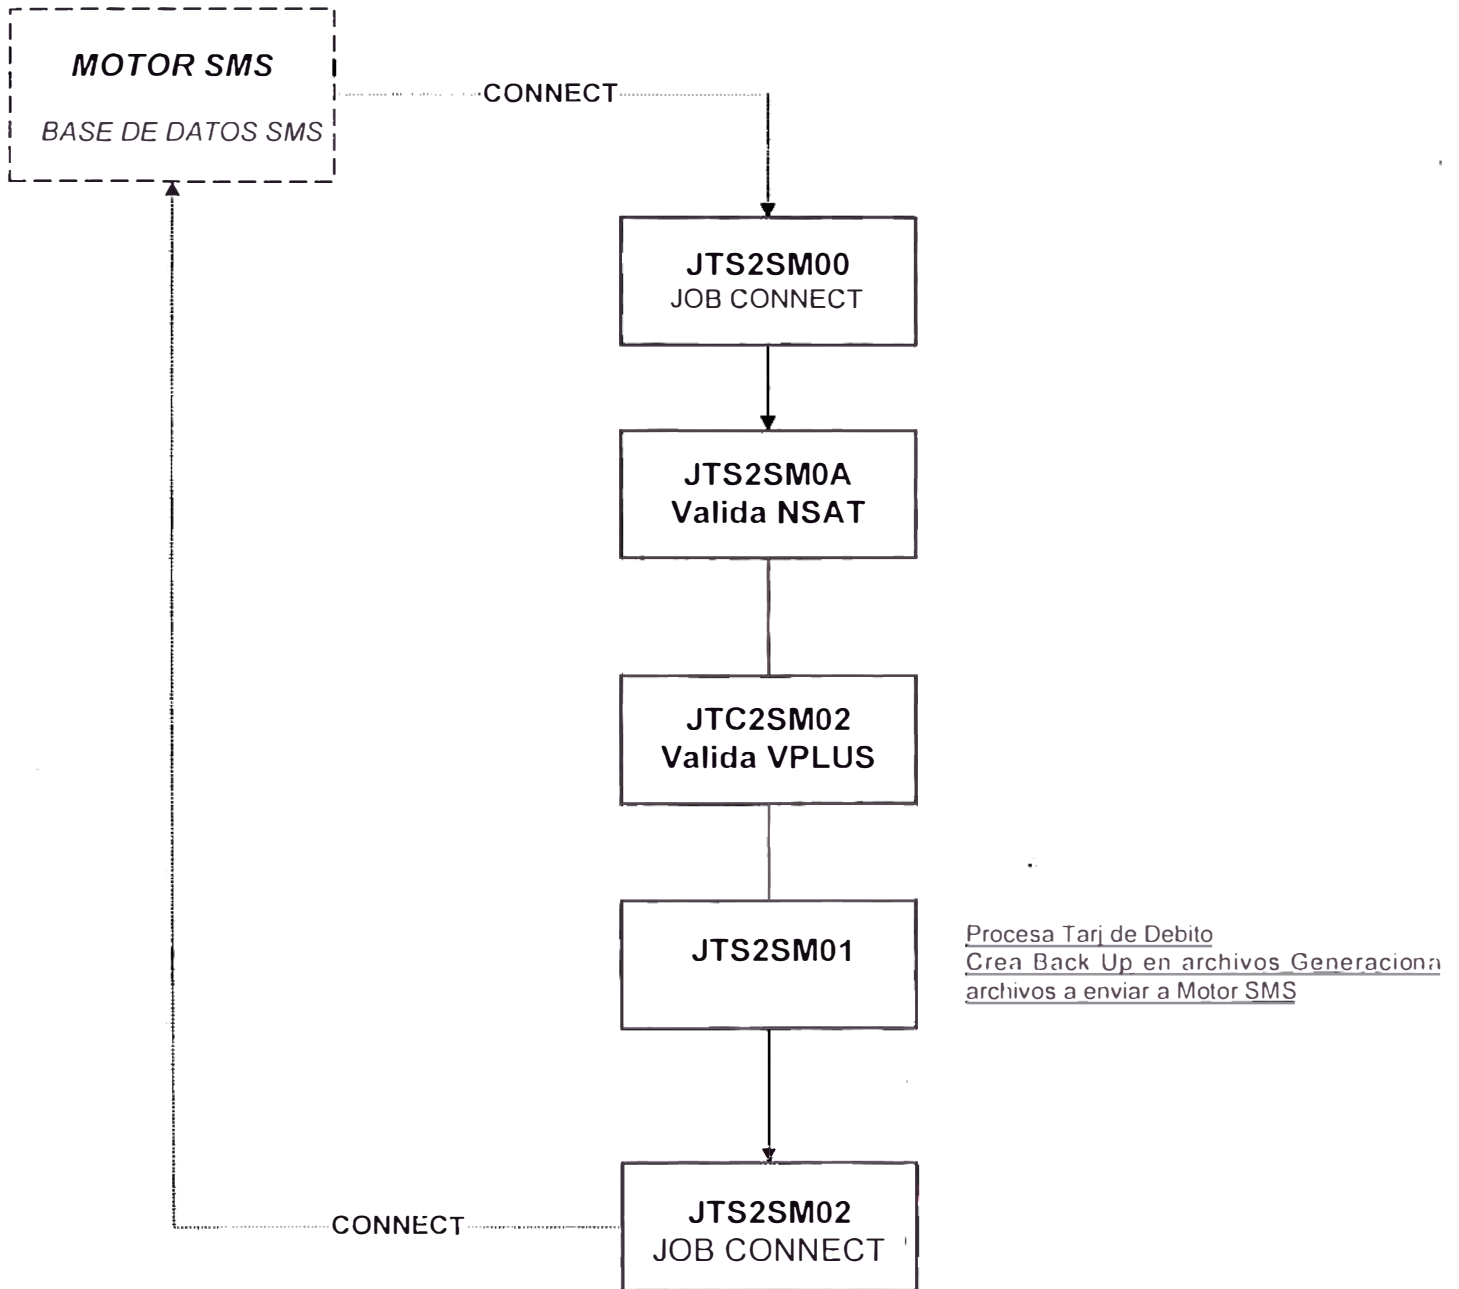 MOTOR SMS
BASE DE DATOS SMS
CONNECT
JTS2SM00
JOB CONNECT
JTS2SM0A
Valida NSAT
JTC2SM02
Valida VPLUS
JTS2SM01
Procesa Tarj de Debito
Crea Back Up en archivos Generaciona
archivos a enviar a Motor SMS
CONNECT
JTS2SM02
JOB CONNECT